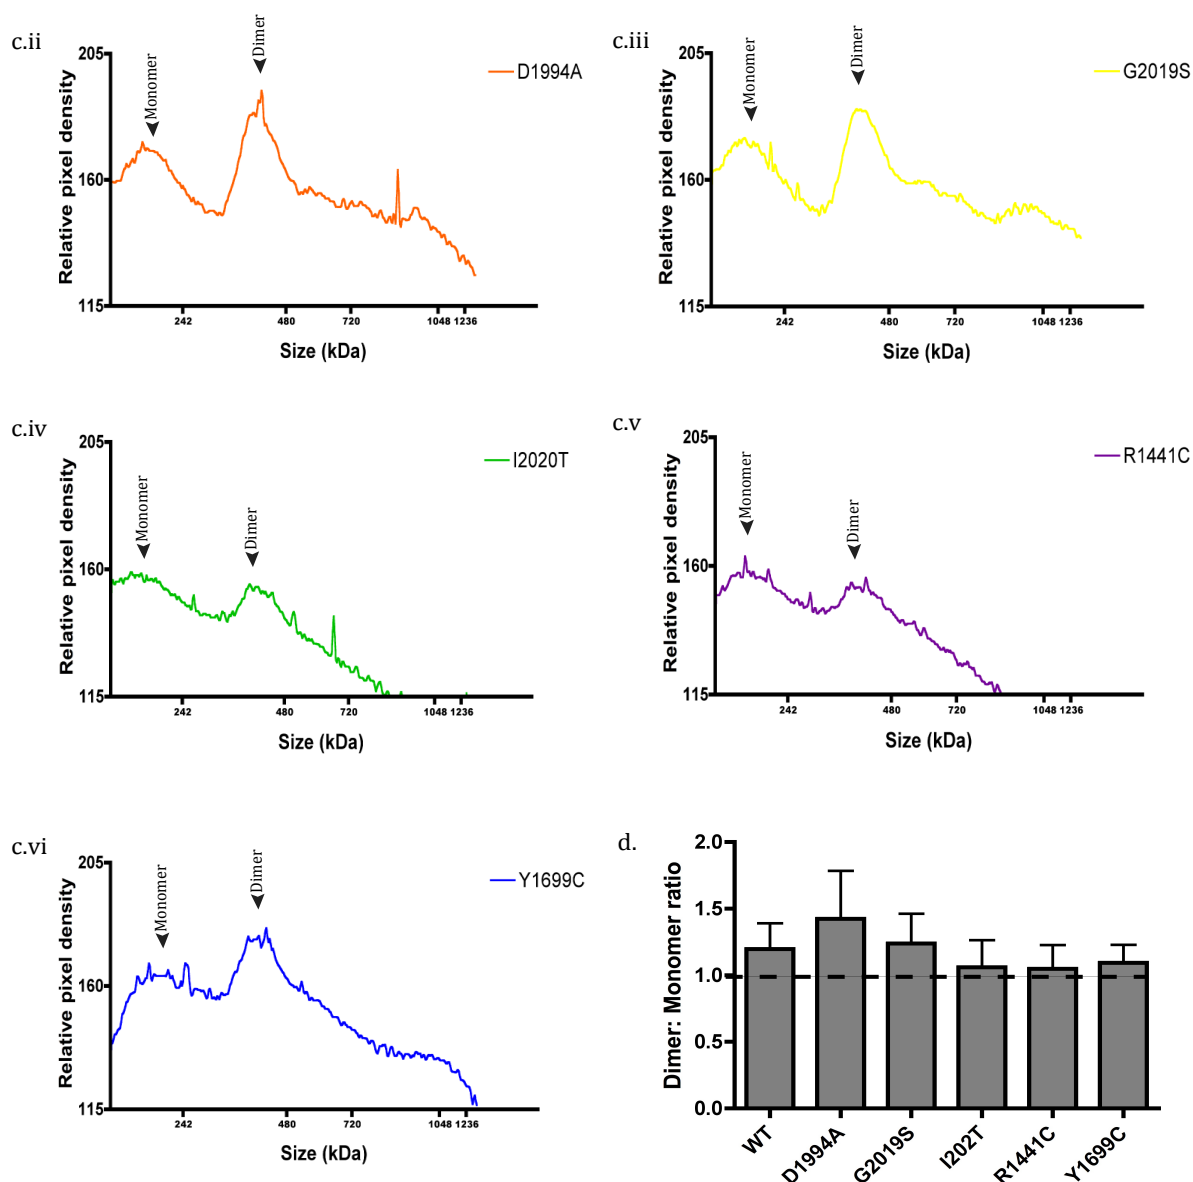 c.ii
205
160
115
Relative pixel density
Monomer
Dimer
D1994A
242 480 720 1048 1236
Size (kDa)
c.iii
205
160
115
Relative pixel density
Monomer
Dimer
G2019S
242 480 720 1048 1236
Size (kDa)
c.iv
205
160
115
Relative pixel density
Monomer
Dimer
I2020T
242 480 720 1048 1236
Size (kDa)
c.v
205
160
115
Relative pixel density
Monomer
Dimer
R1441C
242 480 720 1048 1236
Size (kDa)
c.vi
205
160
115
Relative pixel density
Monomer
Dimer
Y1699C
242 480 720 1048 1236
Size (kDa)
d.
2.0
1.5
1.0
0.5
0.0
Dimer: Monomer ratio
WT
D1994A
G2019S
I202T
R1441C
Y1699C